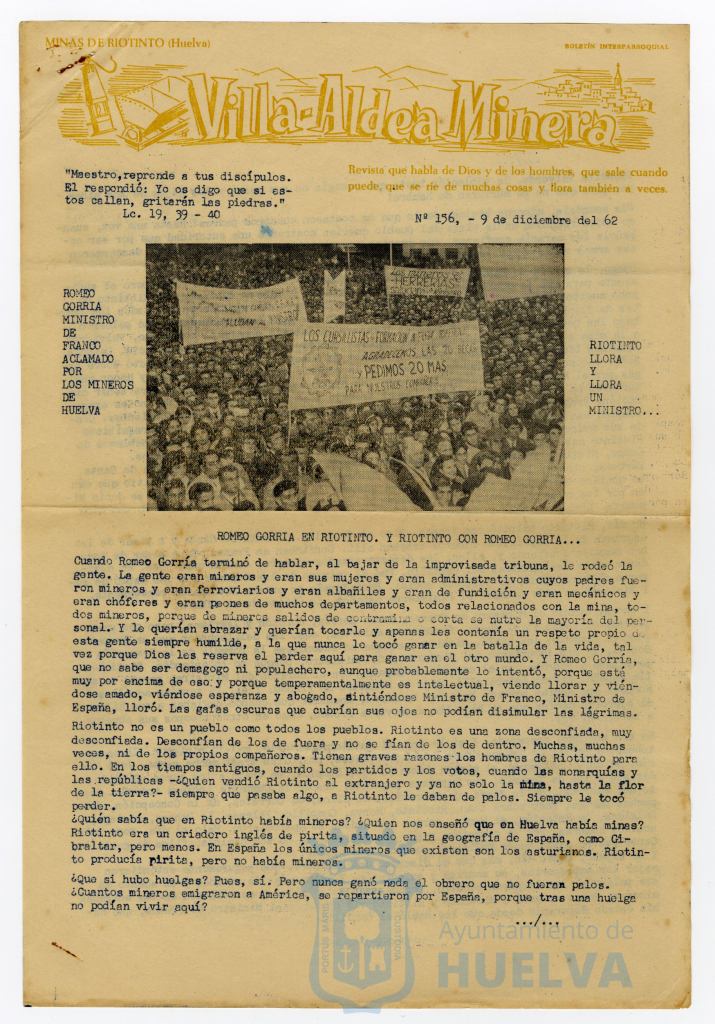 MINAS DE RIOTINTO (Huelva)
BOLETÍN INTERPARROQUIAL
Villa-Aldea Minera
"Maestro,reprende a tus discípulos.
El respondió: Yo os digo que si es-
tos callan, gritarán las piedras."
Lc. 19, 39 - 40
Revista que habla de Dios y de los hombres, que sale cuando
puede, que se ríe de muchas cosas y llora también a veces.
Nº 156, - 9 de diciembre del 62
ROMEO
GORRIA
MINISTRO
DE
FRANCO
ACLAMADO
POR
LOS MINEROS
DE
HUELVA
HERRERIAS
LOS CURSILLISTAS
AGRADECEMOS LAS 20 BECAS
y PEDIMOS 20 MAS
PARA NUESTROS
RIOTINTO
LLORA
Y
LLORA
UN
MINISTRO...
ROMEO GORRIA EN RIOTINTO. Y RIOTINTO CON ROMEO GORRIA...
Cuando Romeo Gorría terminó de hablar, al bajar de la improvisada tribuna, le rodeó la
gente. La gente eran mineros y eran sus mujeres y eran administrativos cuyos padres fue-
ron mineros y eran ferroviarios y eran albañiles y eran de fundición y eran mecánicos y
eran chóferes y eran peones de muchos departamentos, todos relacionados con la mina, to-
dos mineros, porque de mineros salidos de contramina o corta se nutre la mayoría del per-
sonal. Y le querían abrazar y querían tocarle y apenas les contenía un respeto propio de
esta gente siempre humilde, a la que nunca le tocó ganar en la batalla de la vida, tal
vez porque Dios les reserva el perder aquí para ganar en el otro mundo. Y Romeo Gorría,
que no sabe ser demagogo ni populachero, aunque probablemente lo intentó, porque está
muy por encima de eso y porque temperamentalmente es intelectual, viendo llorar y vién-
dose amado, viéndose esperanza y abogado, sintiéndose Ministro de Franco, Ministro de
España, lloró. Las gafas oscuras que cubrían sus ojos no podían disimular las lágrimas.
Riotinto no es un pueblo como todos los pueblos. Riotinto es una zona desconfiada, muy
desconfiada. Desconfían de los de fuera y no se fían de los de dentro. Muchas, muchas
veces, ni de los propios compañeros. Tienen graves razones los hombres de Riotinto para
ello. En los tiempos antiguos, cuando los partidos y los votos, cuando las monarquías y
las repúblicas -¿Quien vendió Riotinto al extranjero y ya no solo la mina, hasta la flor
de la tierra?- siempre que pasaba algo, a Riotinto le daban de palos. Siempre le tocó
perder.
¿Quién sabía que en Riotinto había mineros? ¿Quien nos enseñó que en Huelva había minas?
Riotinto era un criadero inglés de pirita, situado en la geografía de España, como Gi-
braltar, pero menos. En España los únicos mineros que existen son los asturianos. Riotin-
to producía pirita, pero no había mineros.
¿Que si hubo huelgas? Pues, sí. Pero nunca ganó nada el obrero que no fueran palos.
¿Cuantos mineros emigraron a América, se repartieron por España, porque tras una huelga
no podían vivir aquí?
.../...
PORTUS MARIS
CUSTODIA
Ayuntamiento de
HUELVA